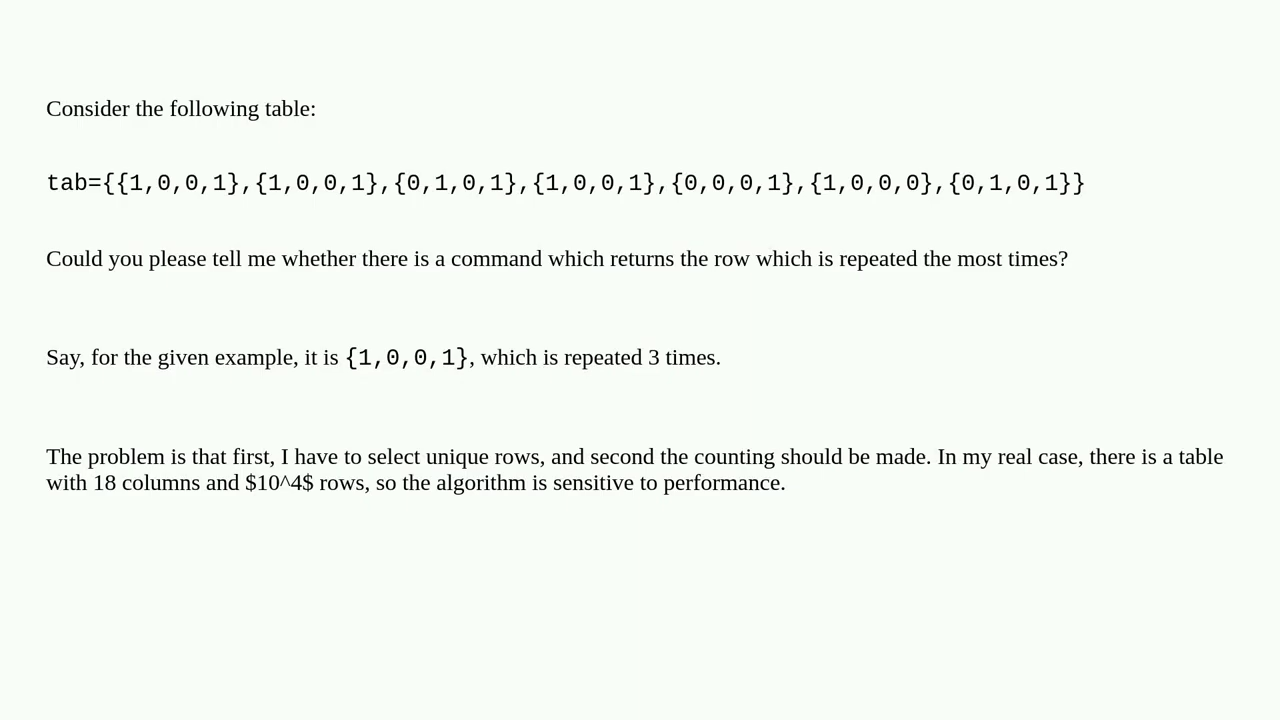 Consider the following table:
tab={{1,0,0,1},{1,0,0,1},{0,1,0,1},{1,0,0,1},{0,0,0,1},{1,0,0,0},{0,1,0,1}}
Could you please tell me whether there is a command which returns the row which is repeated the most times?
Say, for the given example, it is {1,0,0,1}, which is repeated 3 times.
The problem is that first, I have to select unique rows, and second the counting should be made. In my real case, there is a table
with 18 columns and $10^4$ rows, so the algorithm is sensitive to performance.